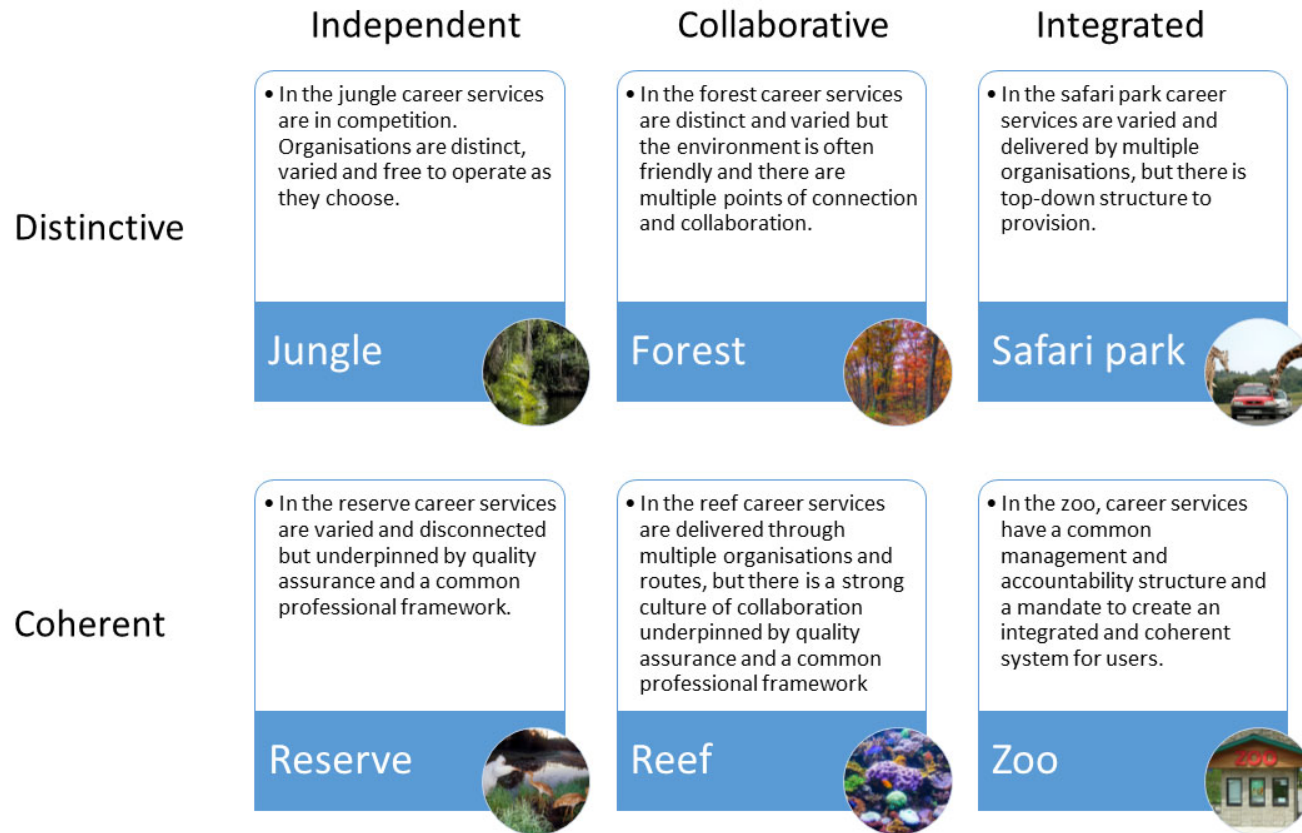 Independent
Collaborative
Integrated
Distinctive
• In the jungle career services
are in competition.
Organisations are distinct,
varied and free to operate as
they choose.
Jungle
• In the forest career services
are distinct and varied but
the environment is often
friendly and there are
multiple points of connection
and collaboration.
Forest
• In the safari park career
services are varied and
delivered by multiple
organisations, but there is
top-down structure to
provision.
Safari park
Coherent
• In the reserve career services
are varied and disconnected
but underpinned by quality
assurance and a common
professional framework.
Reserve
• In the reef career services
are delivered through
multiple organisations and
routes, but there is a strong
culture of collaboration
underpinned by quality
assurance and a common
professional framework
Reef
• In the zoo, career services
have a common
management and
accountability structure and
a mandate to create an
integrated and coherent
system for users.
Zoo
ZOO